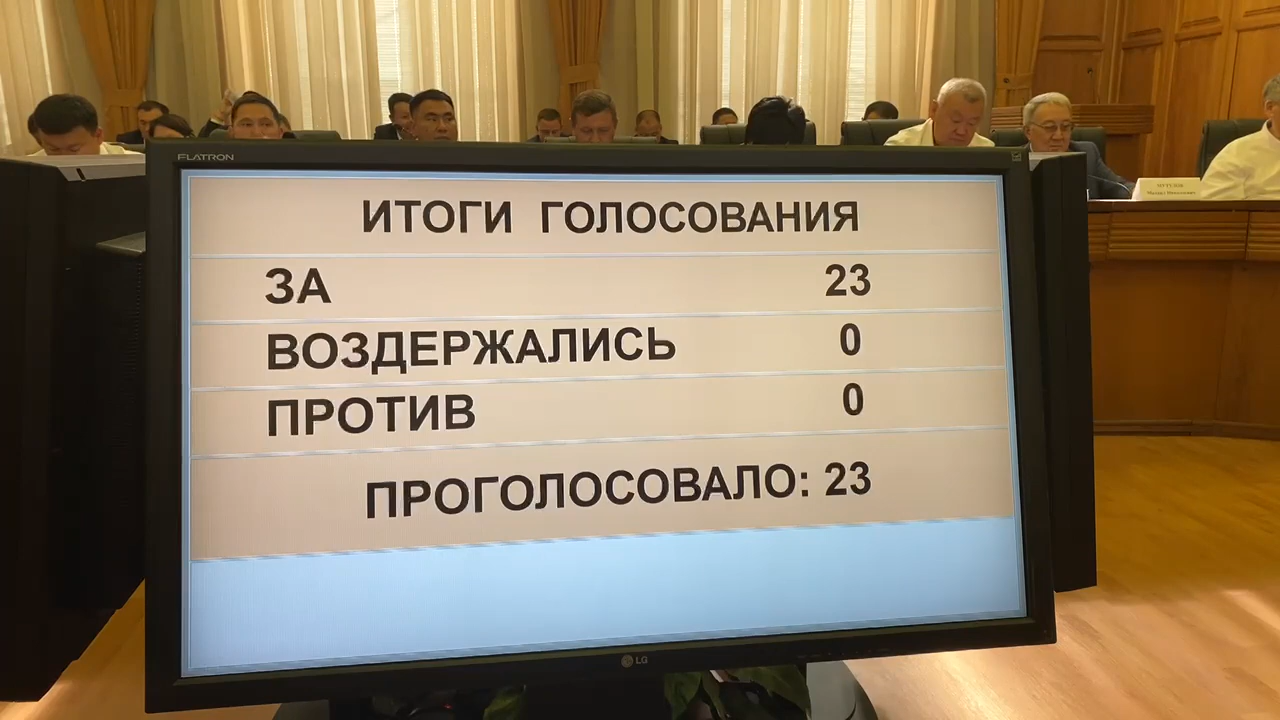 FLATRON
ИТОГИ ГОЛОСОВАНИЯ
ЗА 23
ВОЗДЕРЖАЛИСЬ 0
ПРОТИВ 0
ПРОГОЛОСОВАЛО: 23
LG